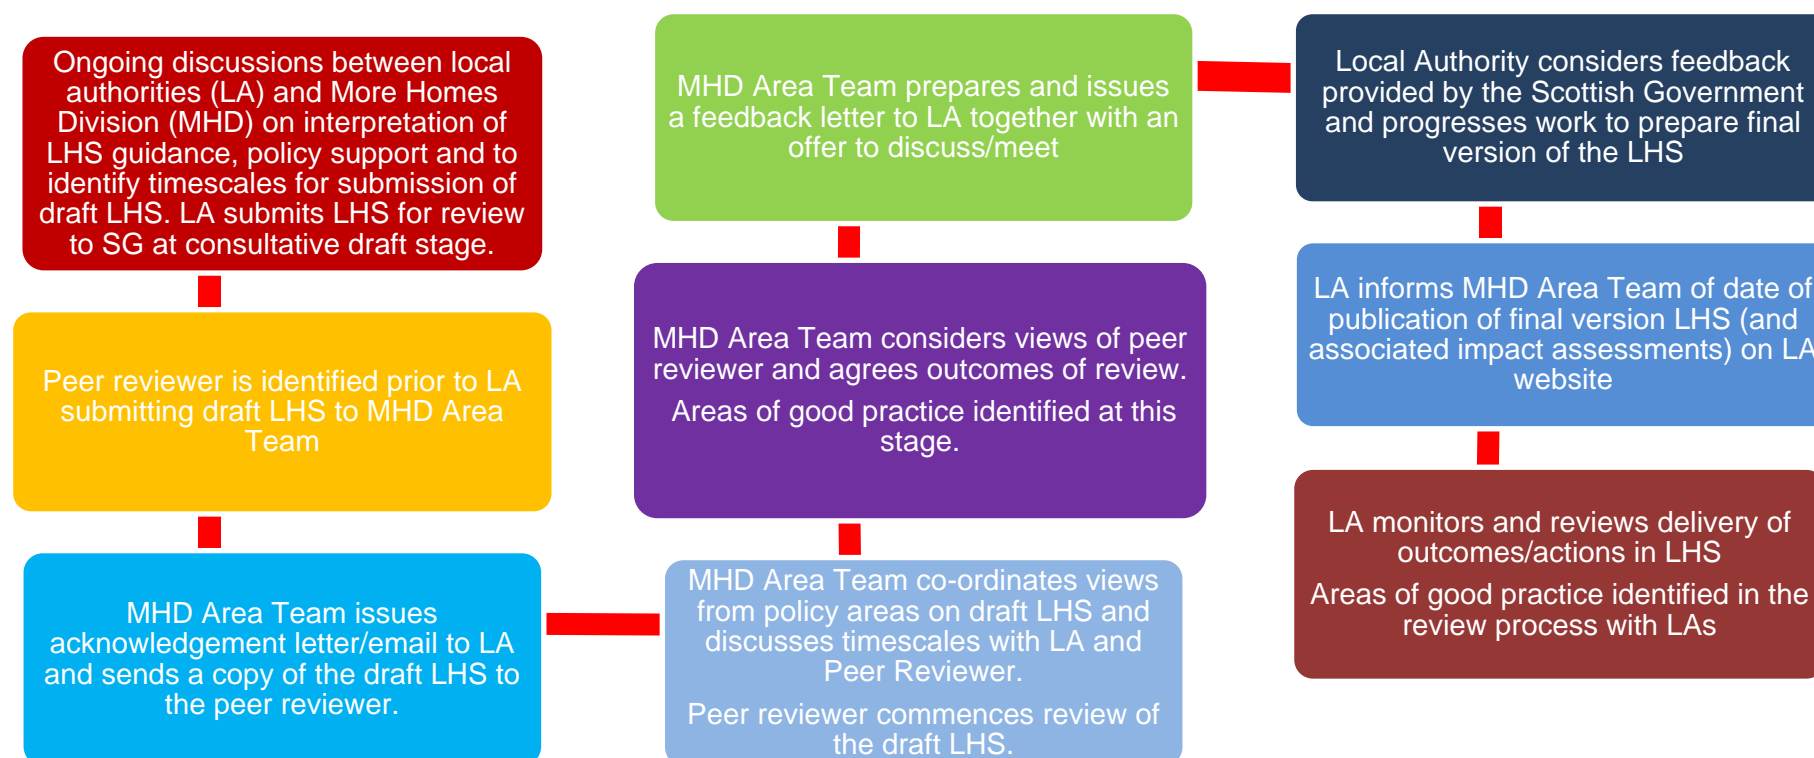 Ongoing discussions between local
authorities (LA) and More Homes
Division (MHD) on interpretation of
LHS guidance, policy support and to
identify timescales for submission of
draft LHS. LA submits LHS for review
to SG at consultative draft stage.
Peer reviewer is identified prior to LA
submitting draft LHS to MHD Area
Team
MHD Area Team issues
acknowledgement letter/email to LA
and sends a copy of the draft LHS to
the peer reviewer.
MHD Area Team co-ordinates views
from policy areas on draft LHS and
discusses timescales with LA and
Peer Reviewer.
Peer reviewer commences review of
the draft LHS.
MHD Area Team considers views of peer
reviewer and agrees outcomes of review.
Areas of good practice identified at this
stage.
MHD Area Team prepares and issues
a feedback letter to LA together with an
offer to discuss/meet
Local Authority considers feedback
provided by the Scottish Government
and progresses work to prepare final
version of the LHS
LA informs MHD Area Team of date of
publication of final version LHS (and
associated impact assessments) on LA
website
LA monitors and reviews delivery of
outcomes/actions in LHS
Areas of good practice identified in the
review process with LAs